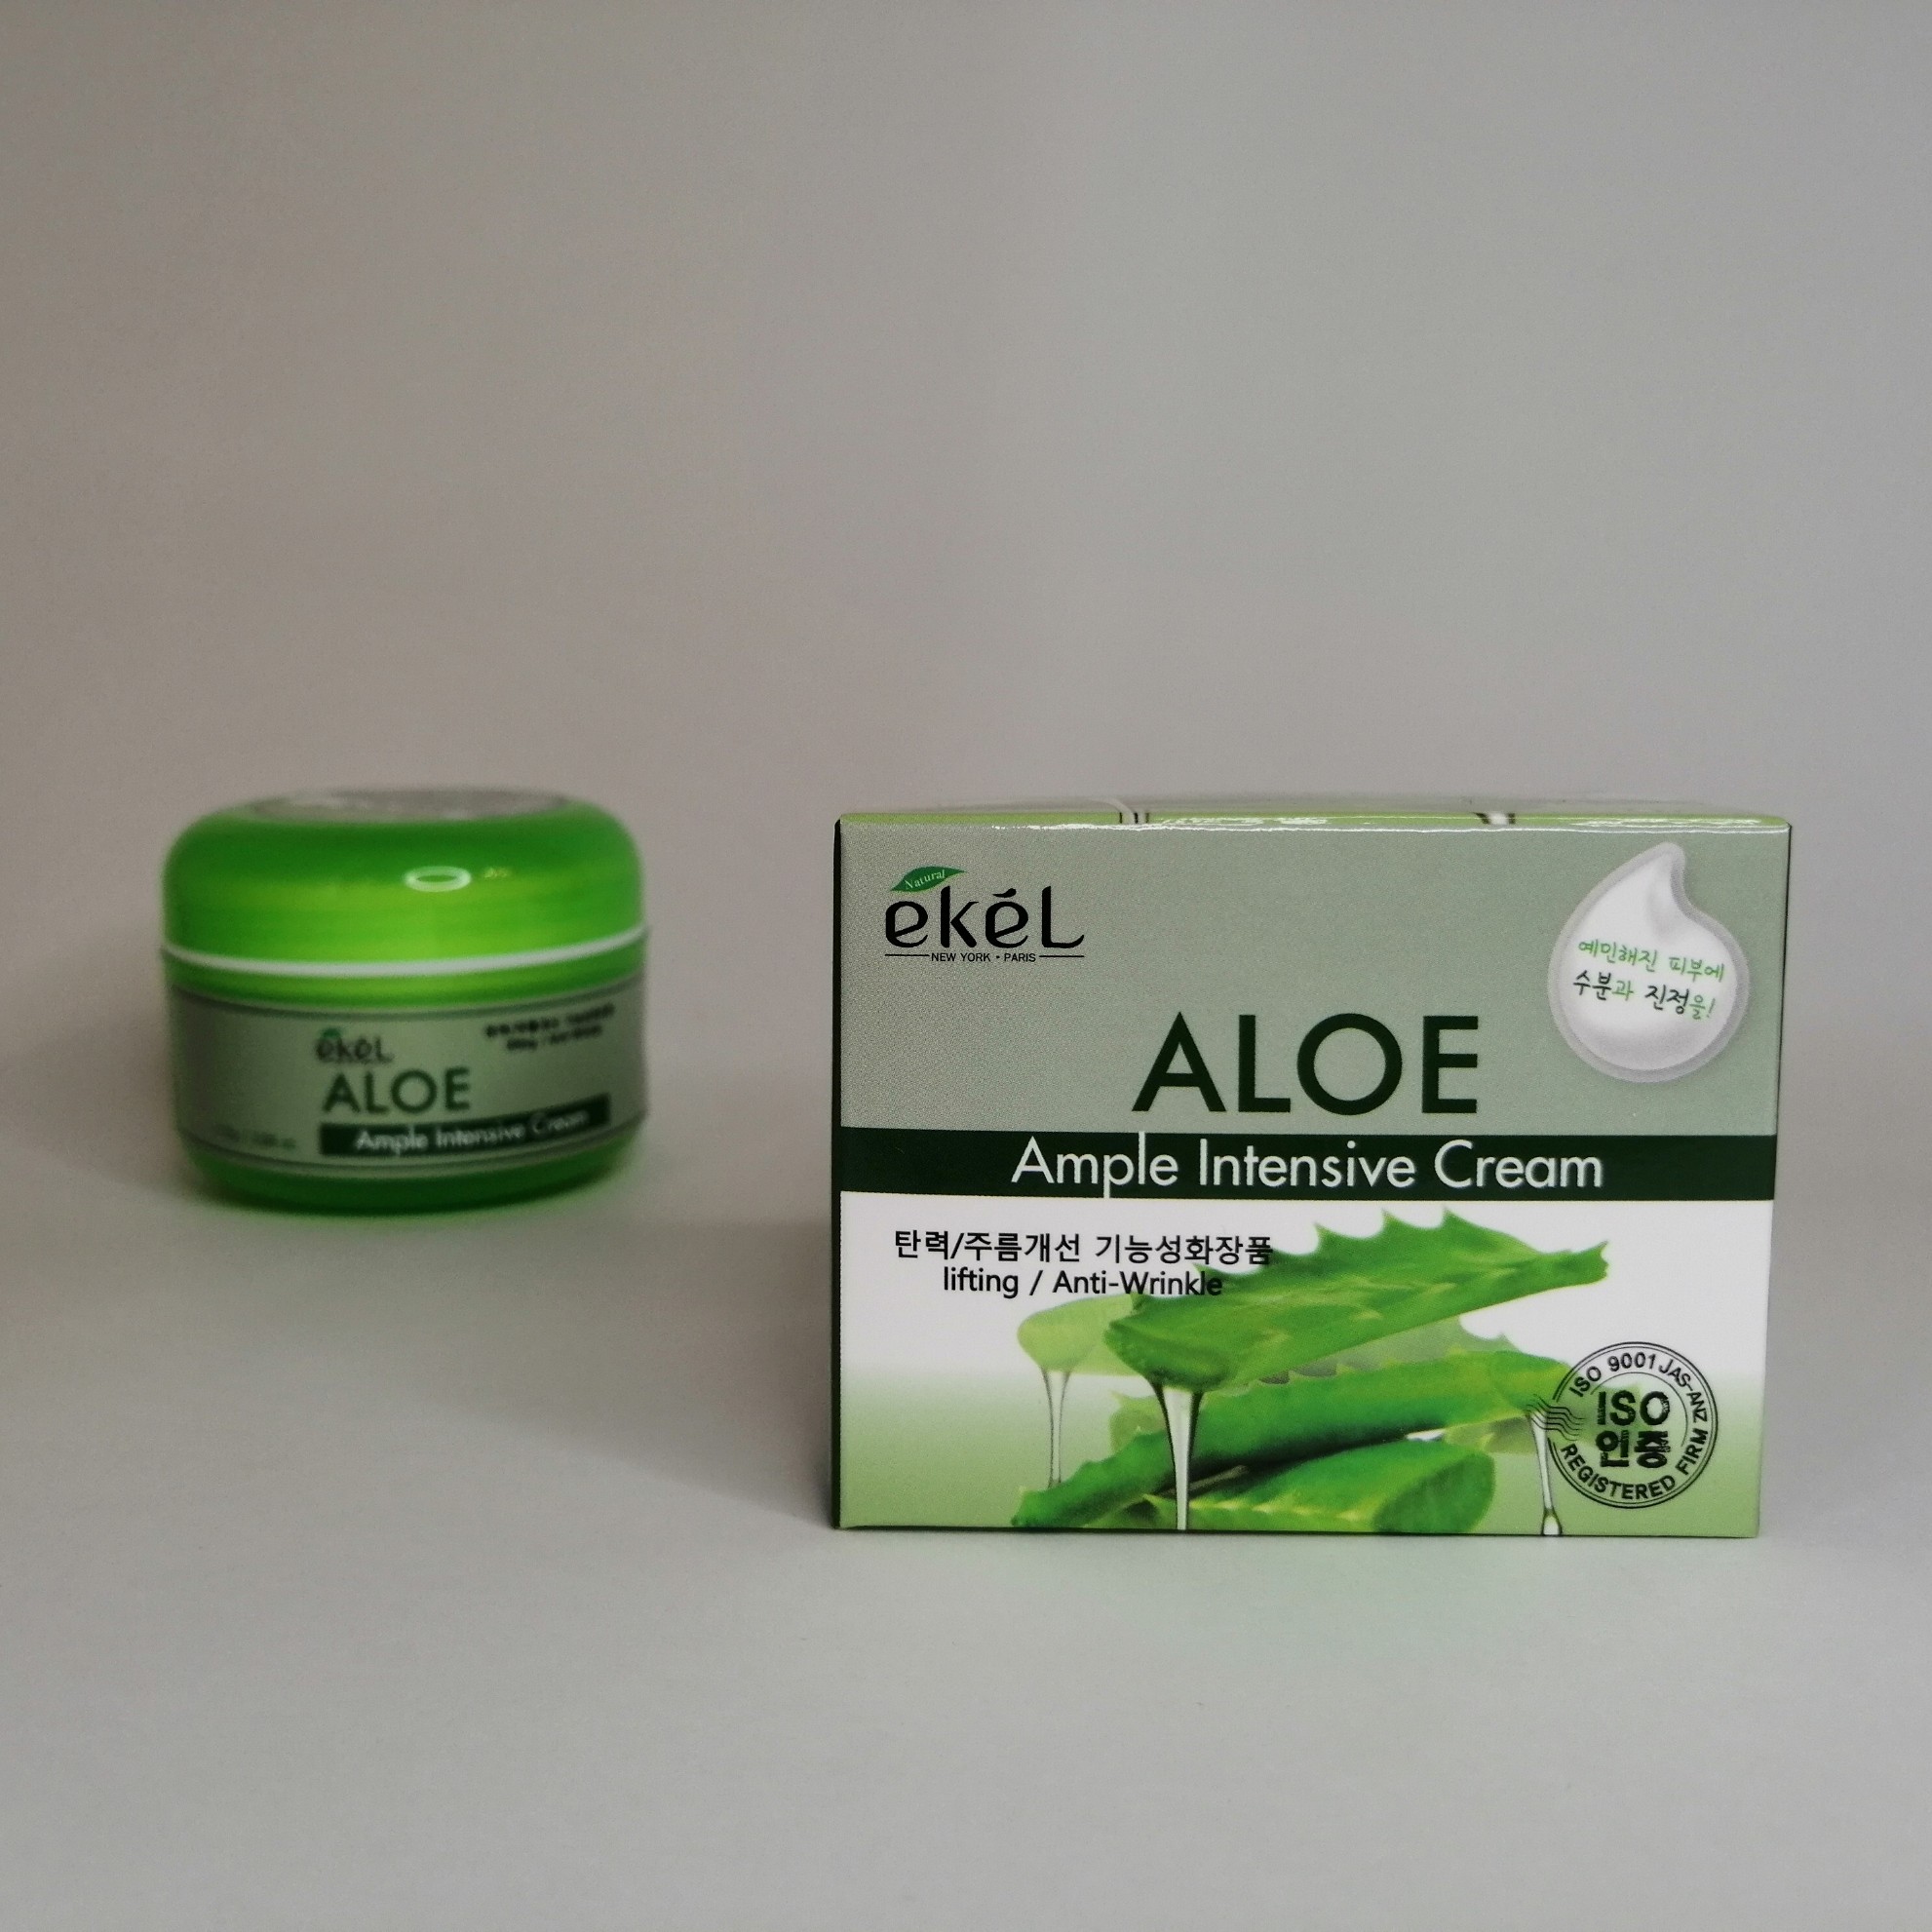 ekeL
ALOE
Ample Intensive Cream
Natural
ekéL
NEW YORK • PARIS
예민해진 피부에
수분과 진정을!
ALOE
Ample Intensive Cream
탄력/주름개선 기능성화장품
lifting / Anti-Wrinkle
ISO 9001 JAS-ANZ
ISO
인증
REGISTERED FIRM